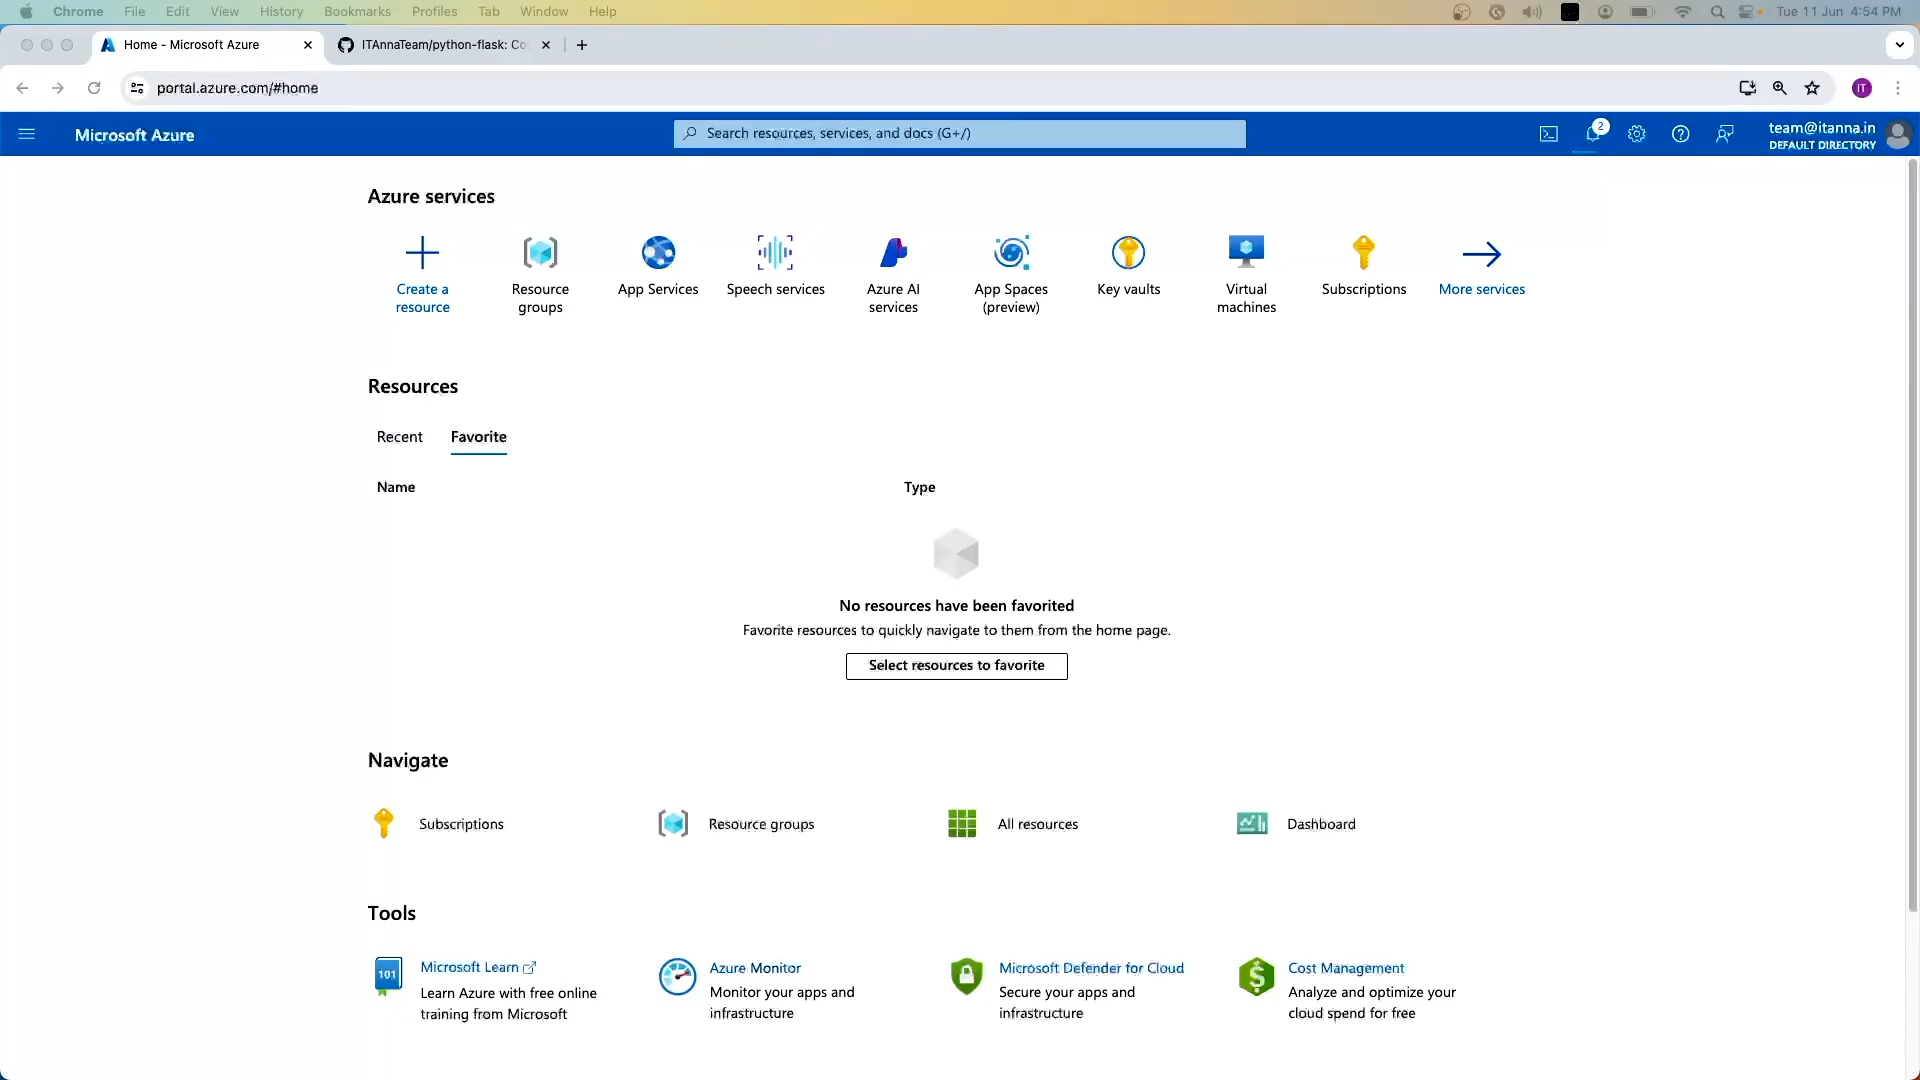 Chrome File Edit View History Bookmarks Profiles Tab Window Help Tue 11 Jun 4:54 PM
Home - Microsoft Azure ITAnnaTeam/python-flask: Co
portal.azure.com/#home IT
Microsoft Azure Search resources, services, and docs (G+/) 2 team@itanna.in
DEFAULT DIRECTORY
Azure services
Create a resource
Resource groups
App Services
Speech services
Azure AI services
App Spaces (preview)
Key vaults
Virtual machines
Subscriptions
More services
Resources
Recent Favorite
Name Type
No resources have been favorited
Favorite resources to quickly navigate to them from the home page.
Select resources to favorite
Navigate
Subscriptions Resource groups All resources Dashboard
Tools
101
Microsoft Learn
Learn Azure with free online
training from Microsoft
Azure Monitor
Monitor your apps and
infrastructure
Microsoft Defender for Cloud
Secure your apps and
infrastructure
$
Cost Management
Analyze and optimize your
cloud spend for free